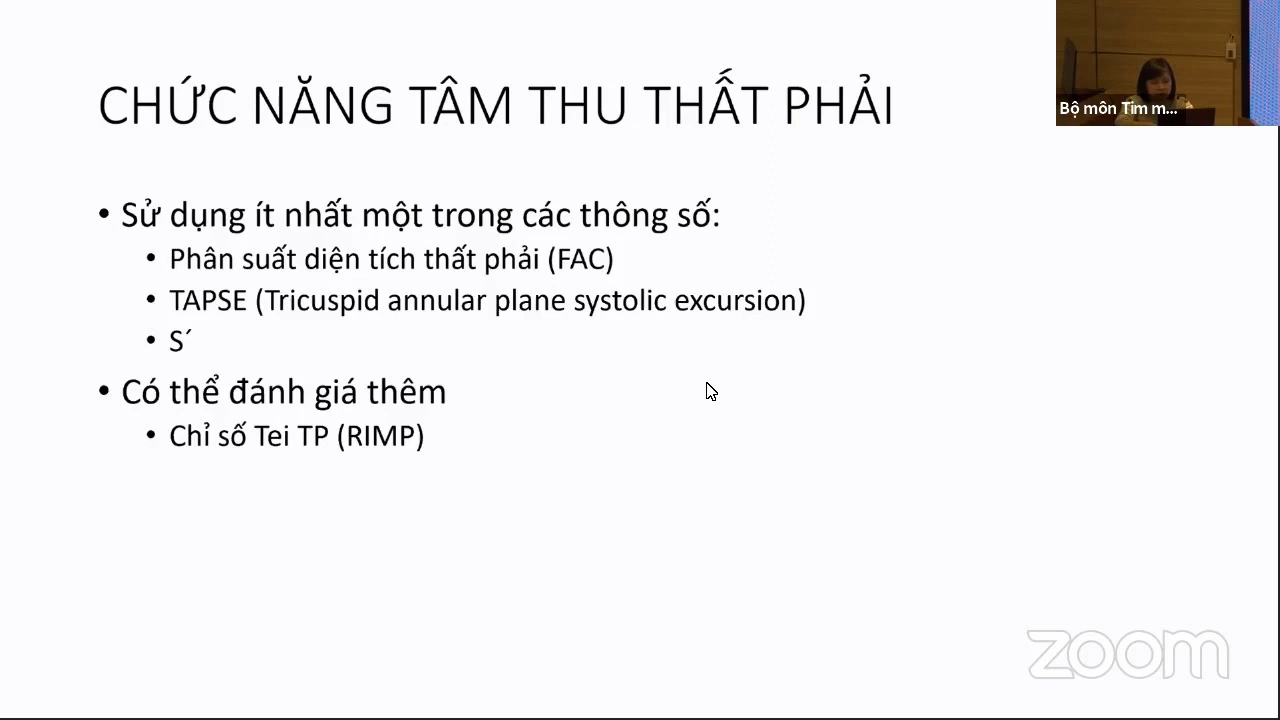 CHỨC NĂNG TÂM THU THẤT PHẢI
Bộ môn Tim m...
• Sử dụng ít nhất một trong các thông số:
• Phân suất diện tích thất phải (FAC)
• TAPSE (Tricuspid annular plane systolic excursion)
• S´
• Có thể đánh giá thêm
• Chỉ số Tei TP (RIMP)
zoom